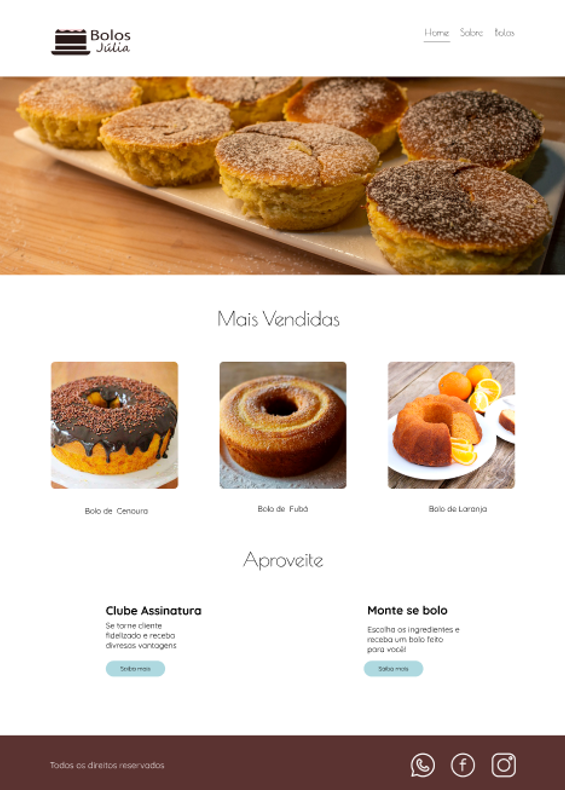 Bolos
Júlia
Home Sobre Bolos
Mais Vendidas
Bolo de Cenoura
Bolo de Fubá
Bolo de Laranja
Aproveite
Clube Assinatura
Se torne cliente
fidelizado e receba
divresas vantagens
Saiba mais
Monte se bolo
Escolha os ingredientes e
receba um bolo feito
para você!
Saiba mais
Todos os direitos reservados